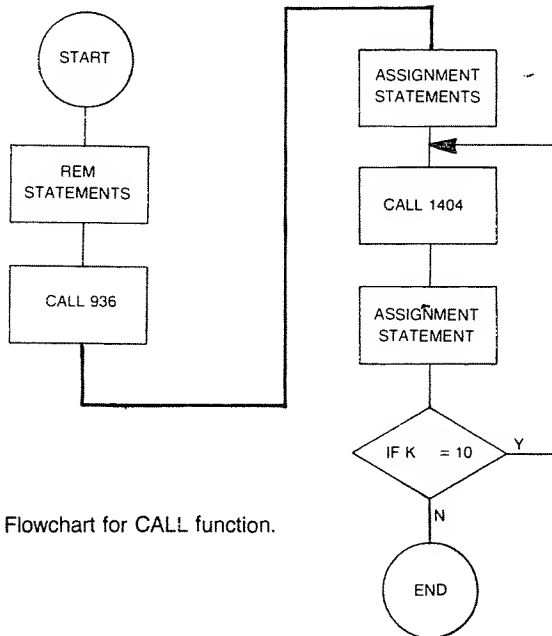 START
REM
STATEMENTS
CALL 936
ASSIGNMENT
STATEMENTS
CALL 1404
ASSIGNMENT
STATEMENT
IF K = 10
Y
N
END
Flowchart for CALL function.